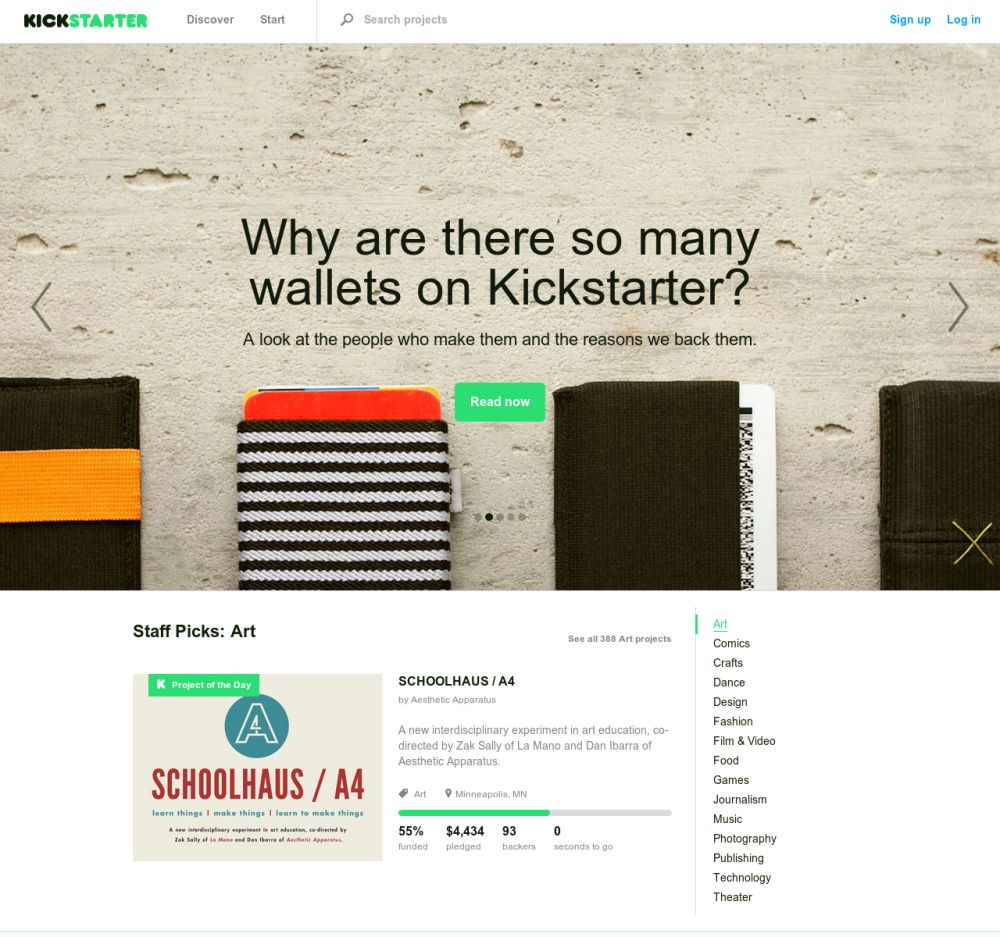 KICKSTARTER
Discover
Start
Search projects
Sign up
Log in
Why are there so many
wallets on Kickstarter?
A look at the people who make them and the reasons we back them.
Read now
Staff Picks: Art
See all 388 Art projects
Project of the Day
A
SCHOOLHAUS / A4
learn things | make things | learn to make things
A new interdisciplinary experiment in art education, co-directed by
Zak Sally of La Mano and Dan Ibarra of Aesthetic Apparatus.
SCHOOLHAUS / A4
by Aesthetic Apparatus
A new interdisciplinary experiment in art education, co-
directed by Zak Sally of La Mano and Dan Ibarra of
Aesthetic Apparatus.
Art
Minneapolis, MN
55% $4,434 93 0
funded pledged backers seconds to go
Art
Comics
Crafts
Dance
Design
Fashion
Film & Video
Food
Games
Journalism
Music
Photography
Publishing
Technology
Theater